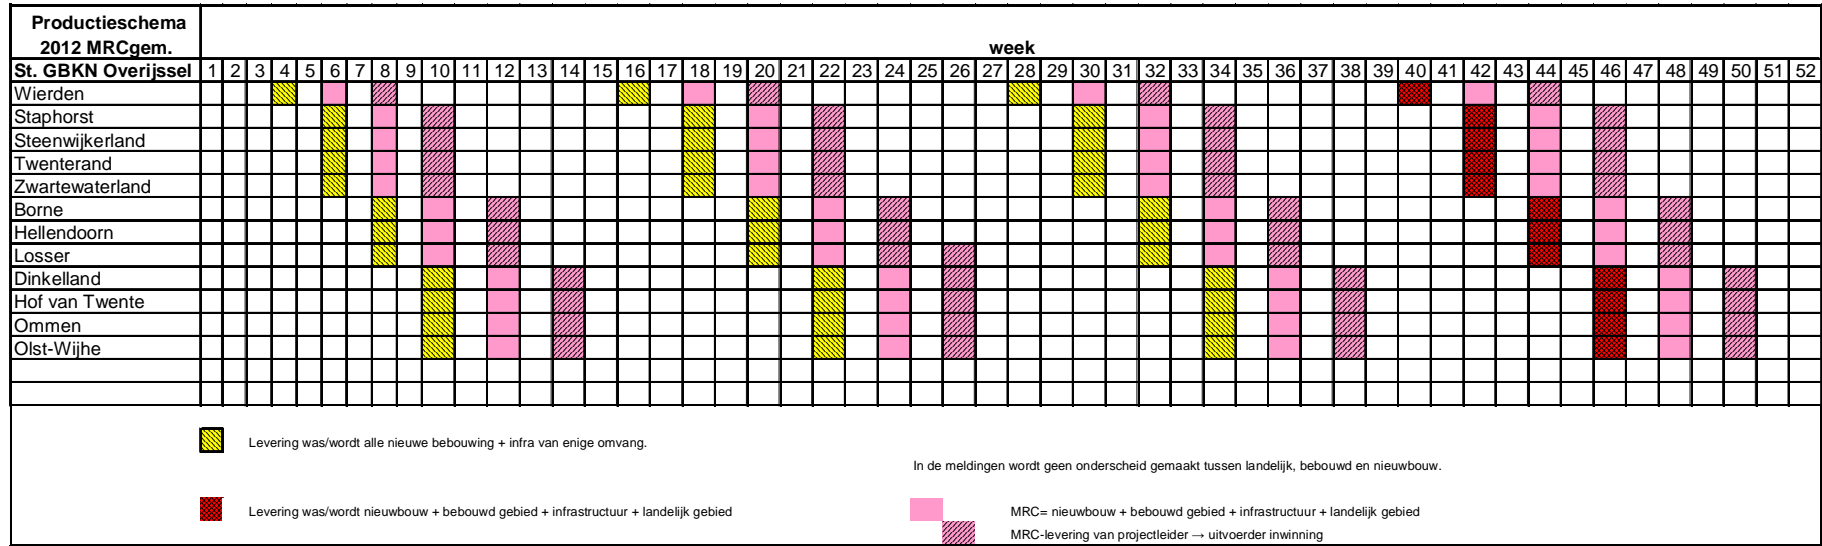 Productieschema
2012 MRCgem.
week
St. GBKN Overijssel 1 2 3 4 5 6 7 8 9 10 11 12 13 14 15 16 17 18 19 20 21 22 23 24 25 26 27 28 29 30 31 32 33 34 35 36 37 38 39 40 41 42 43 44 45 46 47 48 49 50 51 52
Wierden
Staphorst
Steenwijkerland
Twenterand
Zwartewaterland
Borne
Hellendoorn
Losser
Dinkelland
Hof van Twente
Ommen
Olst-Wijhe
Levering was/wordt alle nieuwe bebouwing + infra van enige omvang.
In de meldingen wordt geen onderscheid gemaakt tussen landelijk, bebouwd en nieuwbouw.
Levering was/wordt nieuwbouw + bebouwd gebied + infrastructuur + landelijk gebied
MRC= nieuwbouw + bebouwd gebied + infrastructuur + landelijk gebied
MRC-levering van projectleider → uitvoerder inwinning